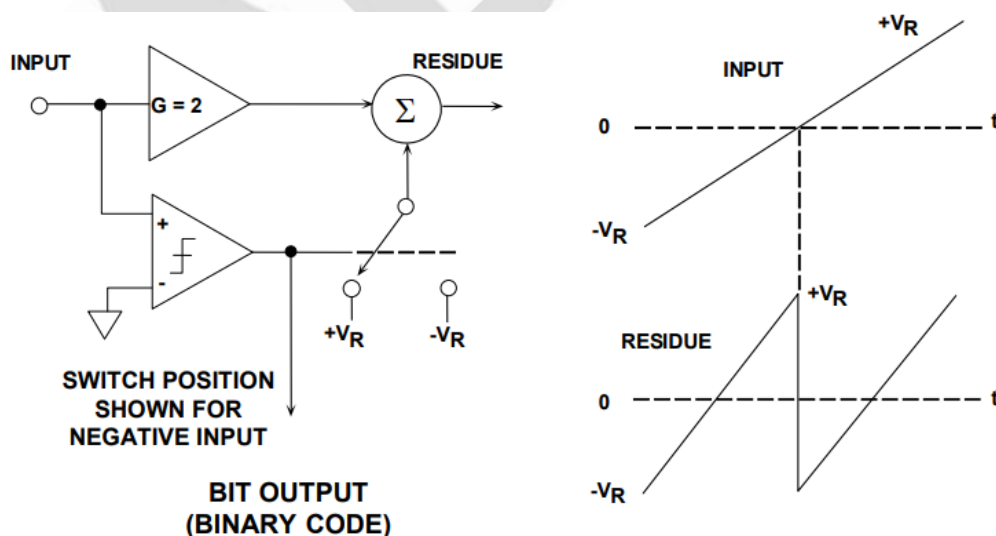 INPUT
G = 2
RESIDUE
Σ
+
-
+VR
-VR
SWITCH POSITION
SHOWN FOR
NEGATIVE INPUT
BIT OUTPUT
(BINARY CODE)
+VR
INPUT
0
t
-VR
+VR
RESIDUE
0
t
-VR